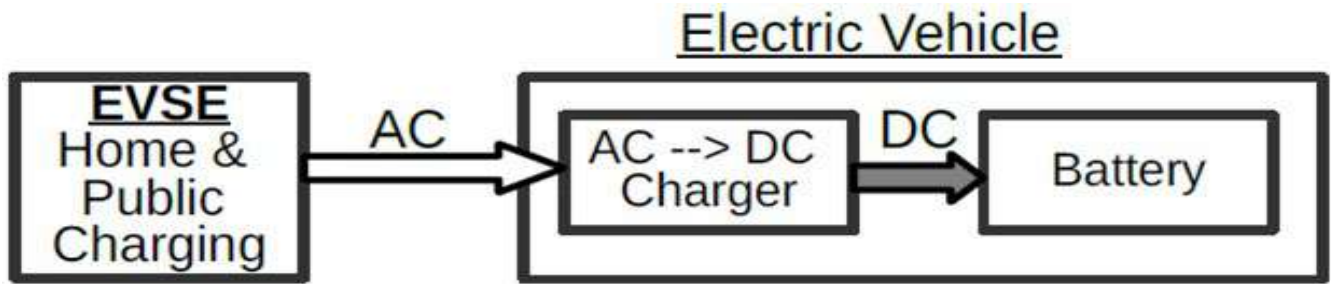 Electric Vehicle
EVSE
Home &
Public
Charging
AC
AC --> DC
Charger
DC
Battery